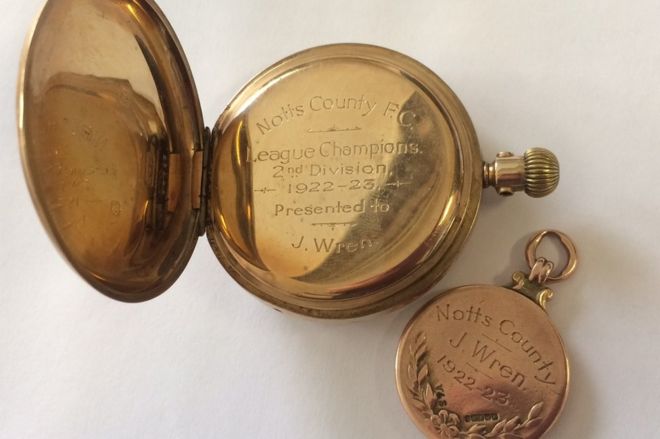 Notts County F.C.
League Champions.
2nd Division.
1922-23.
Presented to
J. Wren.
Notts County
J. Wren.
1922-23.